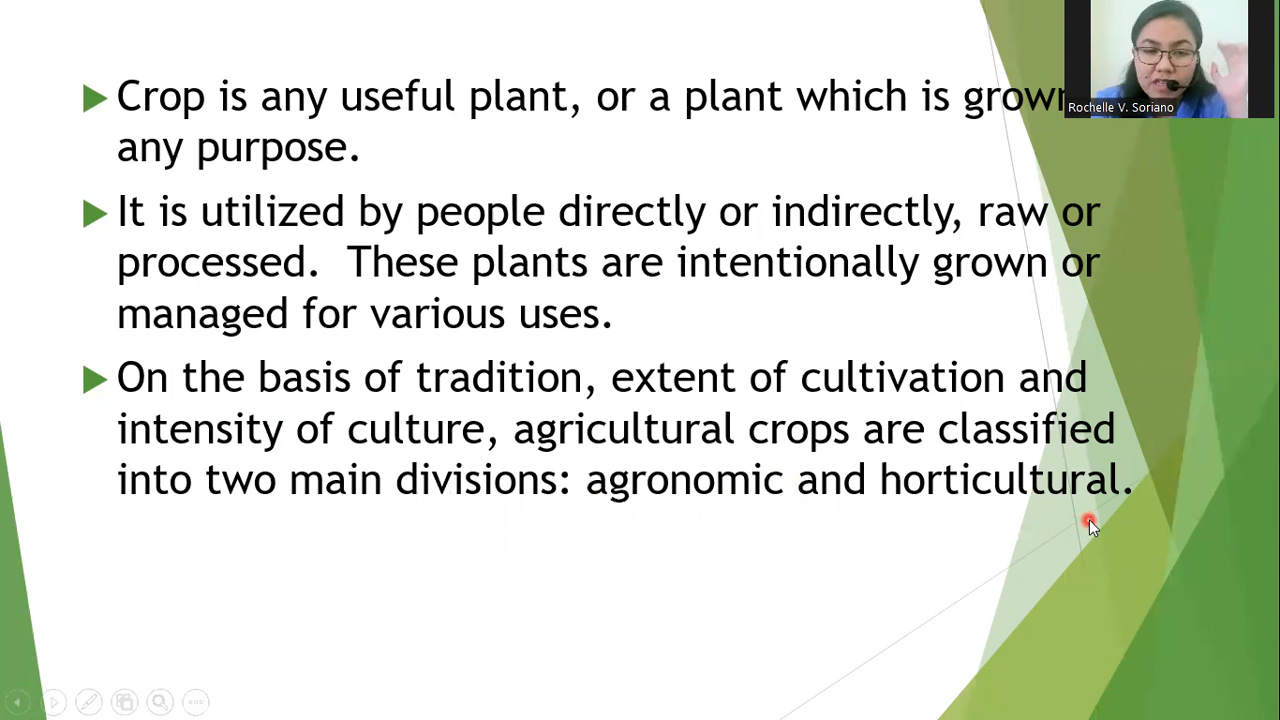 Crop is any useful plant, or a plant which is grown
any purpose.
It is utilized by people directly or indirectly, raw or
processed. These plants are intentionally grown or
managed for various uses.
On the basis of tradition, extent of cultivation and
intensity of culture, agricultural crops are classified
into two main divisions: agronomic and horticultural.
Rochelle V. Soriano